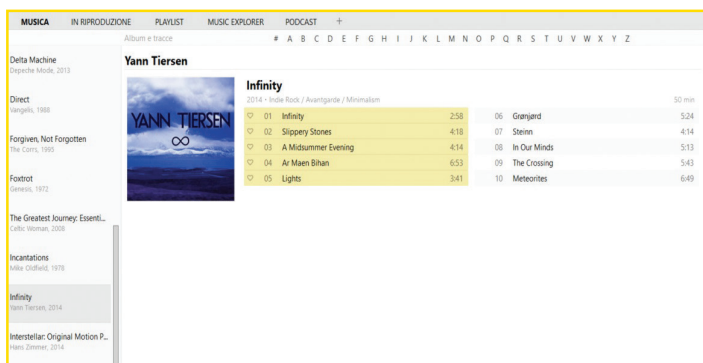 MUSICA IN RIPRODUZIONE PLAYLIST MUSIC EXPLORER PODCAST +
Album e tracce # A B C D E F G H I J K L M N O P Q R S T U V W X Y Z
Delta Machine
Depeche Mode, 2013
Direct
Vangelis, 1988
Forgiven, Not Forgotten
The Corrs, 1995
Foxtrot
Genesis, 1972
The Greatest Journey: Essenti...
Celtic Woman, 2008
Incantations
Mike Oldfield, 1978
Infinity
Yann Tiersen, 2014
Interstellar: Original Motion P...
Hans Zimmer, 2014
Yann Tiersen
YANN TIERSEN
∞
Infinity
2014 • Indie Rock / Avantgarde / Minimalism 50 min
01 Infinity 2:58
02 Slippery Stones 4:18
03 A Midsummer Evening 4:14
04 Ar Maen Bihan 6:53
05 Lights 3:41
06 Grønjørd 5:24
07 Steinn 4:14
08 In Our Minds 5:13
09 The Crossing 5:43
10 Meteorites 6:49